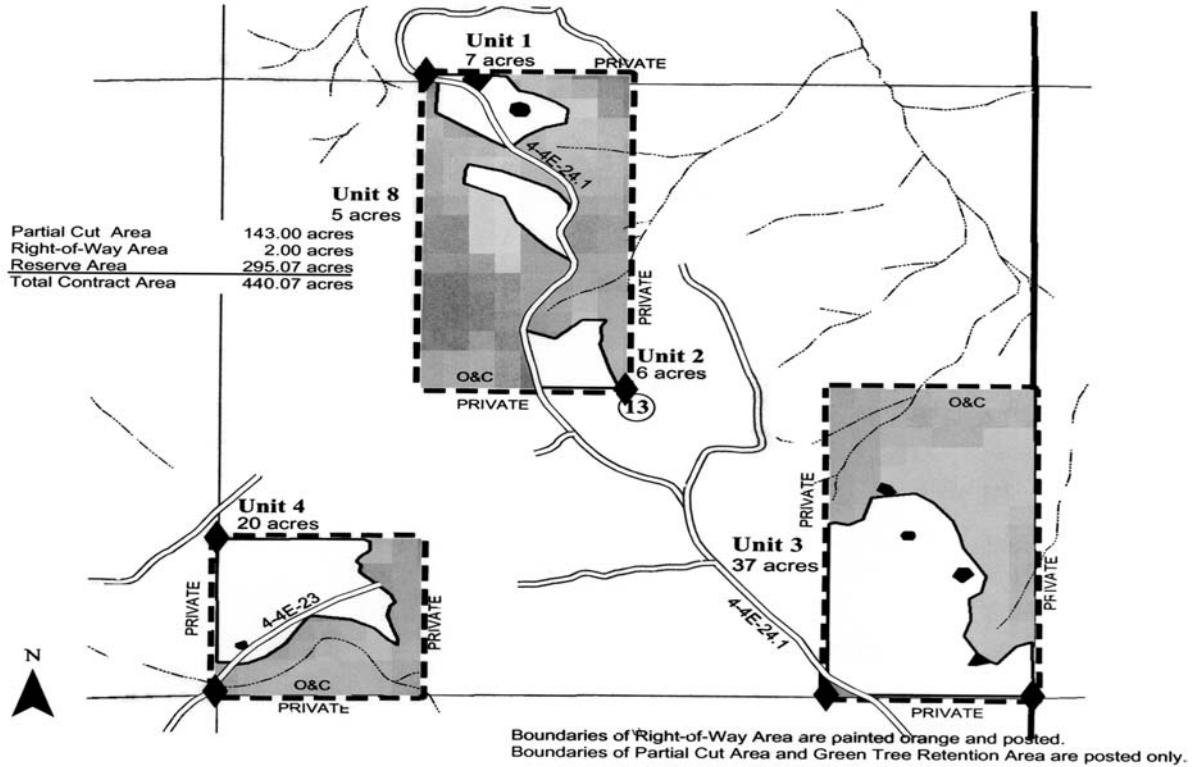 Unit 1
7 acres
PRIVATE
4-4E-24.1
Unit 8
5 acres
Partial Cut Area 143.00 acres
Right-of-Way Area 2.00 acres
Reserve Area 295.07 acres
Total Contract Area 440.07 acres
PRIVATE
Unit 2
6 acres
O&C
PRIVATE
13
O&C
PRIVATE
Unit 4
20 acres
Unit 3
37 acres
PRIVATE
PRIVATE
PRIVATE
4-4E-23
4-4E-24.1
N
O&C
PRIVATE
PRIVATE
Boundaries of Right-of-Way Area are painted orange and posted.
Boundaries of Partial Cut Area and Green Tree Retention Area are posted only.